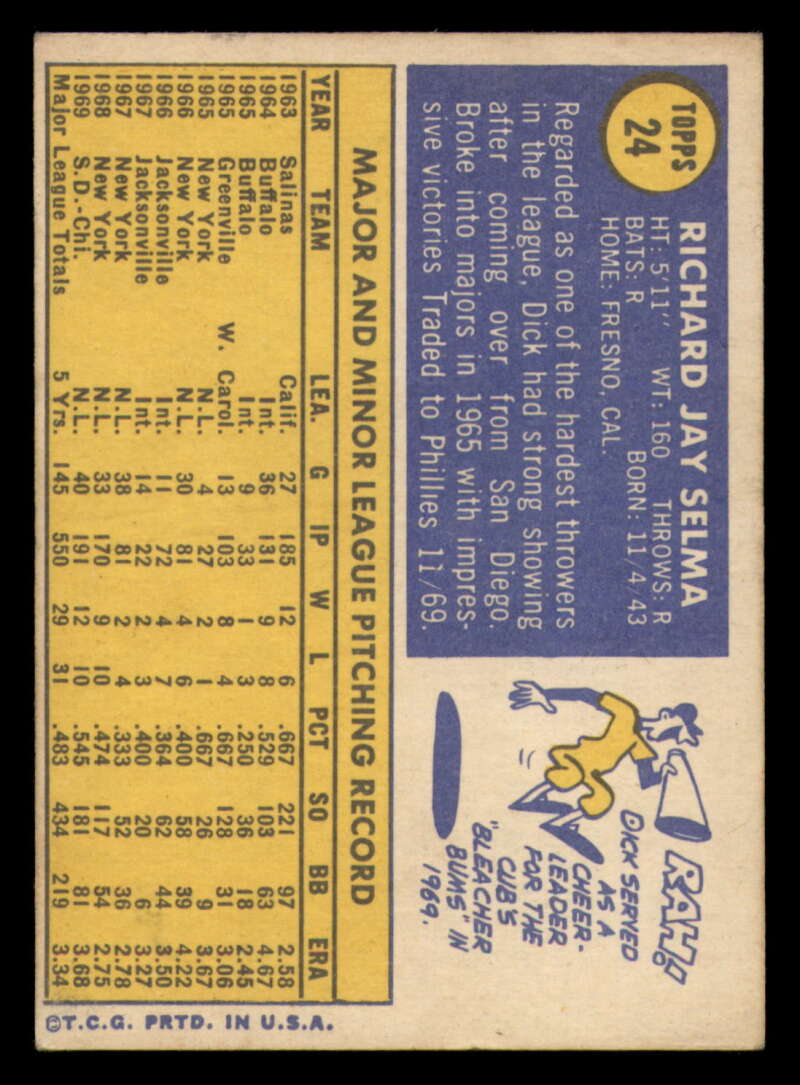 TOPPS
24
RICHARD JAY SELMA
HT: 5'11" WT: 160 THROWS: R
BATS: R BORN: 11/4/43
HOME: FRESNO, CAL.
Regarded as one of the hardest throwers
in the league, Dick had strong showing
after coming over from San Diego.
Broke into majors in 1965 with impres-
sive victories Traded to Phillies 11/69.
RAH!
DICK SERVED
AS A
CHEER-
LEADER
FOR THE
CUB'S
"BLEACHER
BUMS" IN
1969.
MAJOR AND MINOR LEAGUE PITCHING RECORD
YEAR TEAM LEA. G IP W L PCT SO BB ERA
1963 Salinas Calif. 27 185 12 6 .667 221 97 2.58
1964 Buffalo Int. 36 131 9 8 .529 103 63 4.67
1965 Buffalo Int. 9 33 1 3 .250 36 18 2.45
1965 Greenville W. Carol. 13 103 8 4 .667 128 31 3.06
1965 New York N.L. 4 27 2 1 .667 26 9 3.67
1966 New York N.L. 30 81 4 6 .400 58 39 4.22
1966 Jacksonville Int. 11 72 4 7 .364 62 44 3.50
1967 Jacksonville Int. 14 22 2 3 .400 20 6 3.27
1967 New York N.L. 38 81 2 4 .333 52 36 2.78
1968 New York N.L. 33 170 9 10 .474 117 54 2.75
1969 S.D.-Chi. N.L. 40 191 12 10 .545 181 81 3.68
Major League Totals 5 Yrs. 145 550 29 31 .483 434 219 3.34
©T.C.G. PRTD. IN U.S.A.